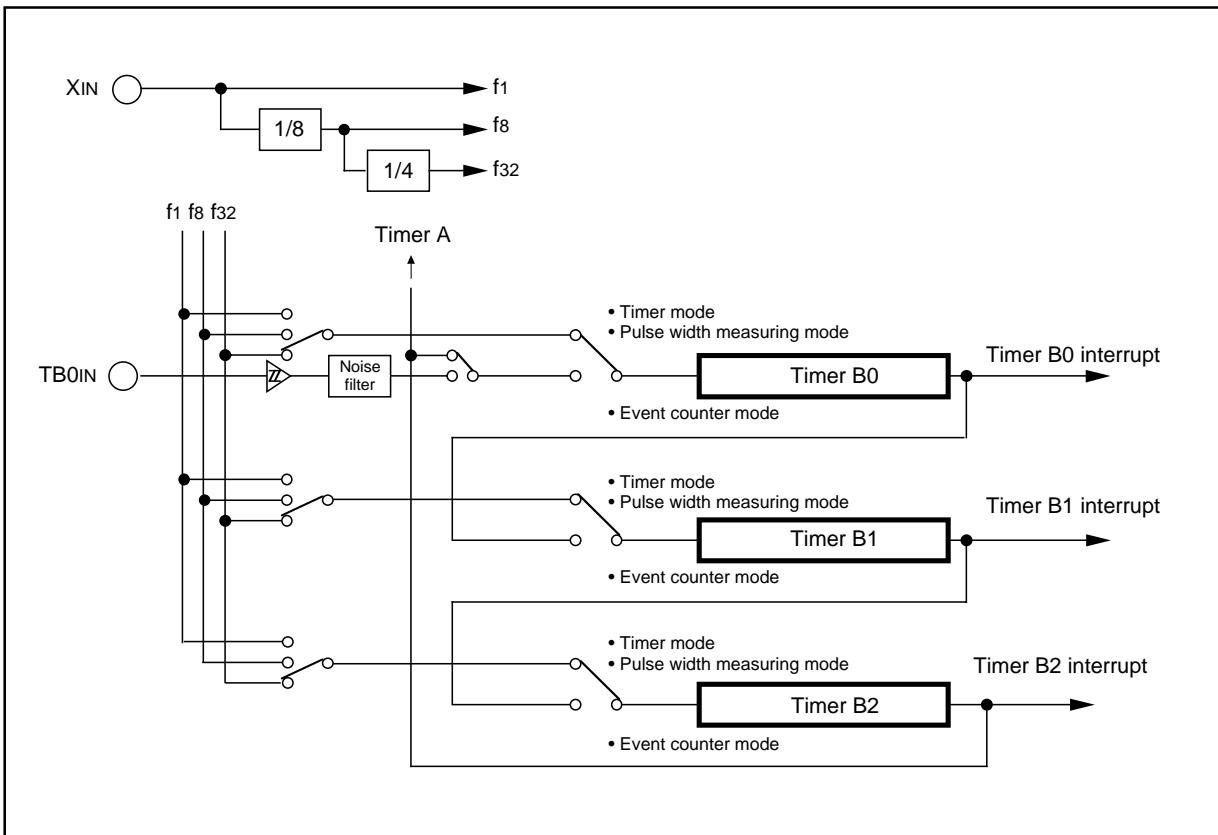 XIN
f1
1/8
f8
1/4
f32
f1 f8 f32
Timer A
• Timer mode
• Pulse width measuring mode
TB0IN
Noise
filter
Timer B0
Timer B0 interrupt
• Event counter mode
• Timer mode
• Pulse width measuring mode
Timer B1
Timer B1 interrupt
• Event counter mode
• Timer mode
• Pulse width measuring mode
Timer B2
Timer B2 interrupt
• Event counter mode